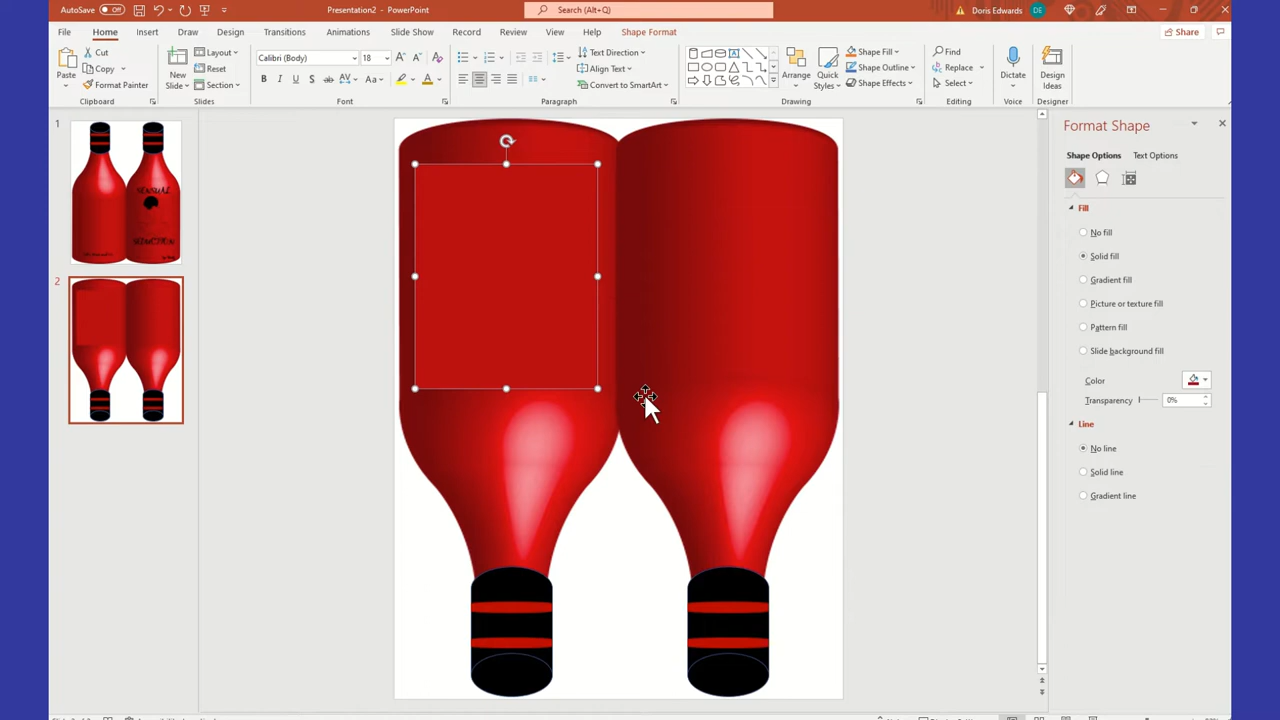 AutoSave Off Presentation2 - PowerPoint Search (Alt+Q) Doris Edwards DE
File Home Insert Draw Design Transitions Animations Slide Show Record Review View Help Shape Format Share
Paste Cut Copy Format Painter New Slide Layout Reset Section Calibri (Body) 18 Text Direction Align Text Convert to SmartArt Arrange Quick Styles Shape Fill Shape Outline Shape Effects Find Replace Select Dictate Design Ideas
Clipboard Slides Font Paragraph Drawing Editing Voice Designer
1
SENSUAL
SEDUCTION
2
Format Shape
Shape Options Text Options
Fill
No fill
Solid fill
Gradient fill
Picture or texture fill
Pattern fill
Slide background fill
Color
Transparency 0%
Line
No line
Solid line
Gradient line